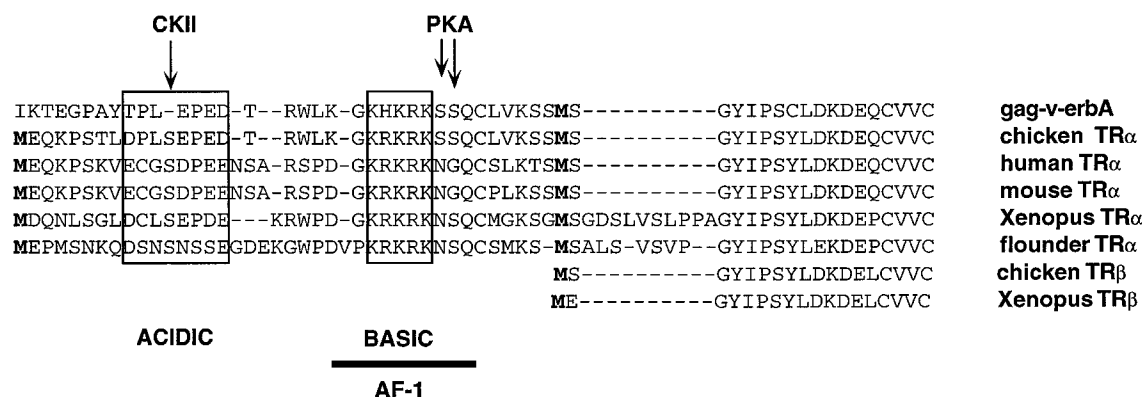 CKII PKA
IKTEGPAYTPL-EPED-T--RWLK-GKHKRKSSQCLVKSSMS----------GYIPSCLDKDEQCVVC gag-v-erbA
MEQKPSTLDPLSEPED-T--RWLK-GKRKRKSSQCLVKSSMS----------GYIPSYLDKDEQCVVC chicken TRα
MEQKPSKVECGSDPEENSA-RSPD-GKRKRKNGQCSLKTSMS----------GYIPSYLDKDEQCVVC human TRα
MEQKPSKVECGSDPEENSA-RSPD-GKRKRKNGQCPLKSSMS----------GYIPSYLDKDEQCVVC mouse TRα
MDQNLSGLDCLSEPDE---KRWPD-GKRKRKNSQCMGKSGMSGDSLVSLPPAGYIPSYLDKDEPCVVC Xenopus TRα
MEPMSNKQDSNSNSSEGDEKGWPDVPKRKRKNSQCSMKS-MSALS-VSVP--GYIPSYLEKDEPCVVC flounder TRα
MS----------GYIPSYLDKDELCVVC chicken TRβ
ME----------GYIPSYLDKDELCVVC Xenopus TRβ
ACIDIC BASIC
AF-1